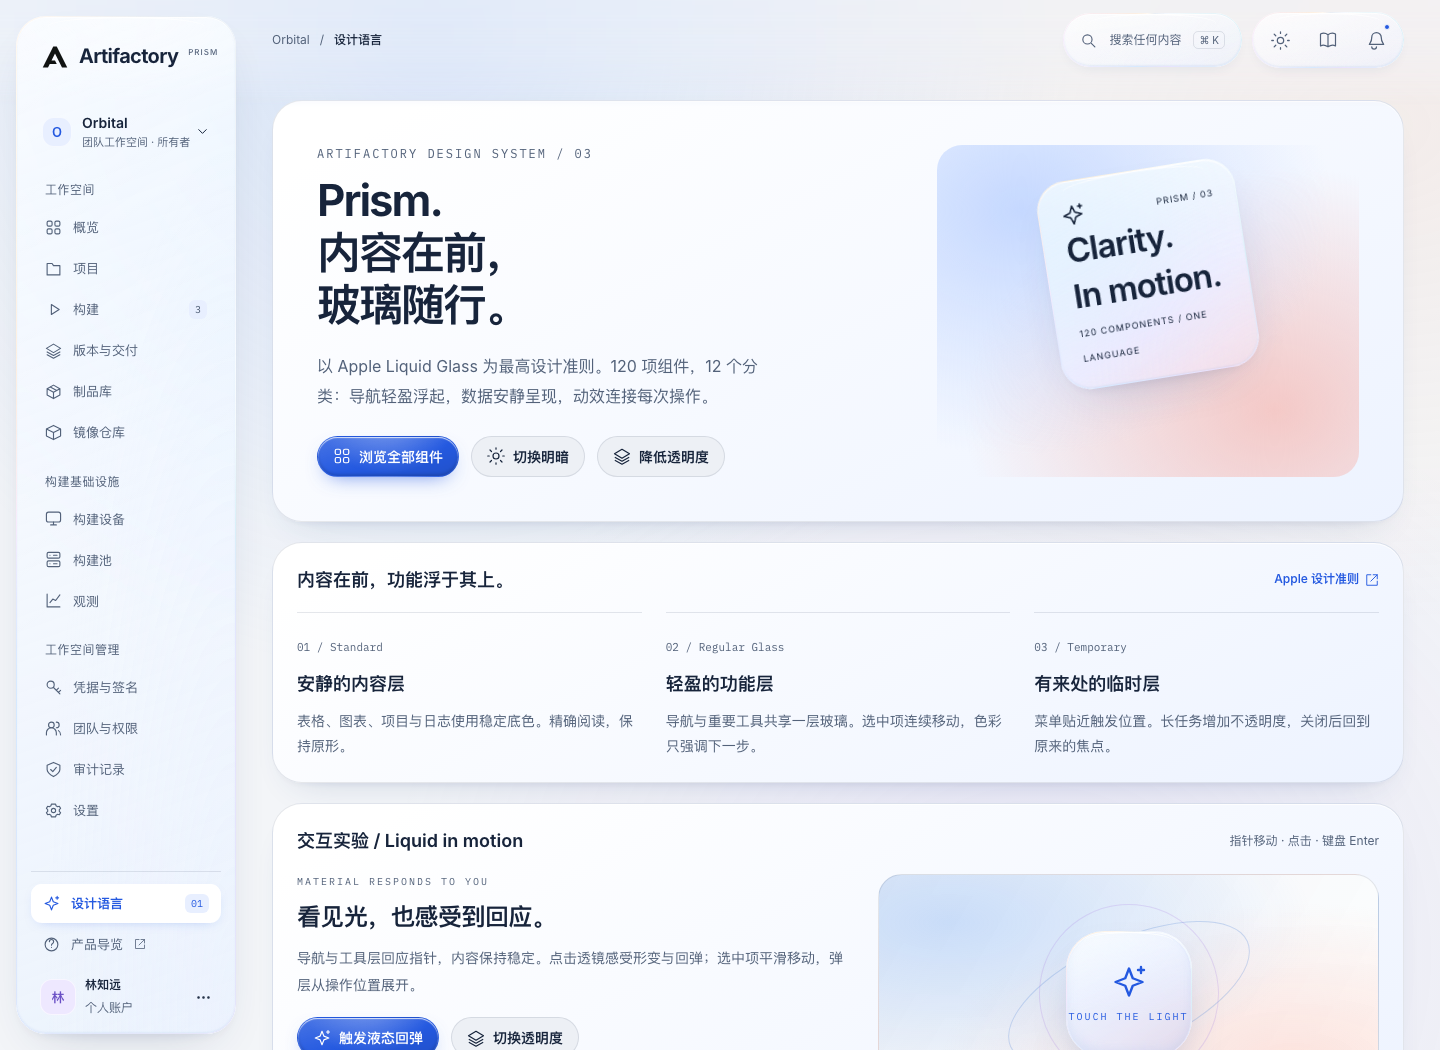 Artifactory PRISM
O
Orbital
团队工作空间 · 所有者
工作空间
概览
项目
构建 3
版本与交付
制品库
镜像仓库
构建基础设施
构建设备
构建池
观测
工作空间管理
凭据与签名
团队与权限
审计记录
设置
设计语言 01
产品导览
林
林知远
个人账户
Orbital / 设计语言
搜索任何内容 ⌘ K
ARTIFACTORY DESIGN SYSTEM / 03
Prism.
内容在前，
玻璃随行。
以 Apple Liquid Glass 为最高设计准则。120 项组件，12 个分
类：导航轻盈浮起，数据安静呈现，动效连接每次操作。
浏览全部组件
切换明暗
降低透明度
PRISM / 03
Clarity.
In motion.
120 COMPONENTS / ONE
LANGUAGE
内容在前，功能浮于其上。
Apple 设计准则
01 / Standard
安静的内容层
表格、图表、项目与日志使用稳定底色。精确阅读，保
持原形。
02 / Regular Glass
轻盈的功能层
导航与重要工具共享一层玻璃。选中项连续移动，色彩
只强调下一步。
03 / Temporary
有来处的临时层
菜单贴近触发位置。长任务增加不透明度，关闭后回到
原来的焦点。
交互实验 / Liquid in motion
指针移动 · 点击 · 键盘 Enter
MATERIAL RESPONDS TO YOU
看见光，也感受到回应。
导航与工具层回应指针，内容保持稳定。点击透镜感受形变与回弹；选中项平滑移动，弹
层从操作位置展开。
触发液态回弹
切换透明度
TOUCH THE LIGHT